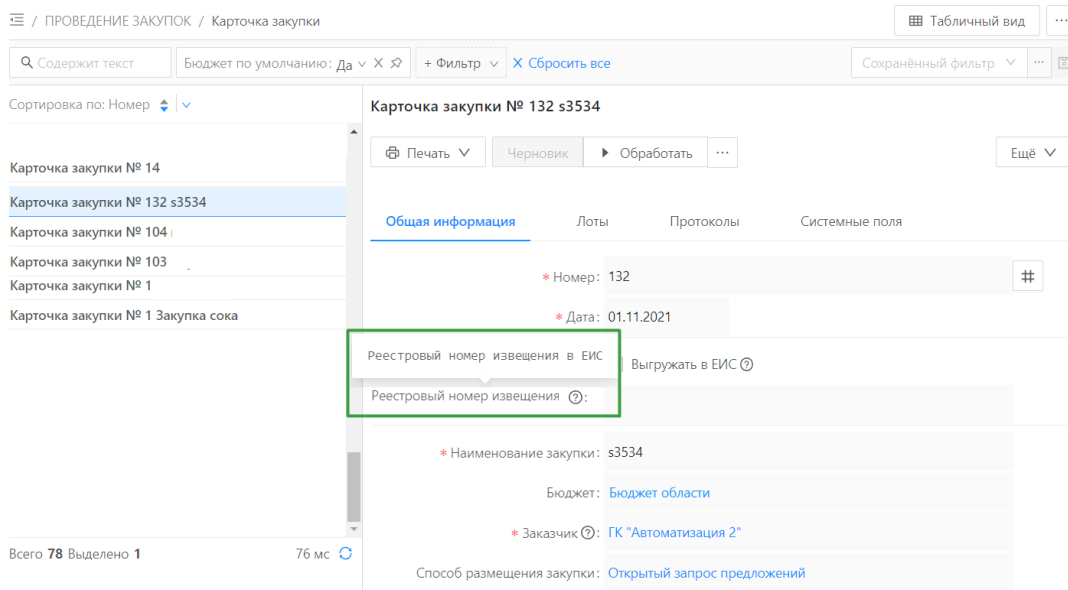 / ПРОВЕДЕНИЕ ЗАКУПОК / Карточка закупки
Табличный вид ...
Содержит текст Бюджет по умолчанию: Да + Фильтр X Сбросить все Сохранённый фильтр ...
Сортировка по: Номер
Карточка закупки № 14
Карточка закупки № 132 s3534
Карточка закупки № 104
Карточка закупки № 103
Карточка закупки № 1
Карточка закупки № 1 Закупка сока
Всего 78 Выделено 1 76 мс
Карточка закупки № 132 s3534
Печать Черновик Обработать ... Ещё
Общая информация Лоты Протоколы Системные поля
* Номер: 132 #
* Дата: 01.11.2021
Реестровый номер извещения в ЕИС
Выгружать в ЕИС ?
Реестровый номер извещения ?:
* Наименование закупки: s3534
Бюджет: Бюджет области
* Заказчик ?: ГК "Автоматизация 2"
Способ размещения закупки: Открытый запрос предложений